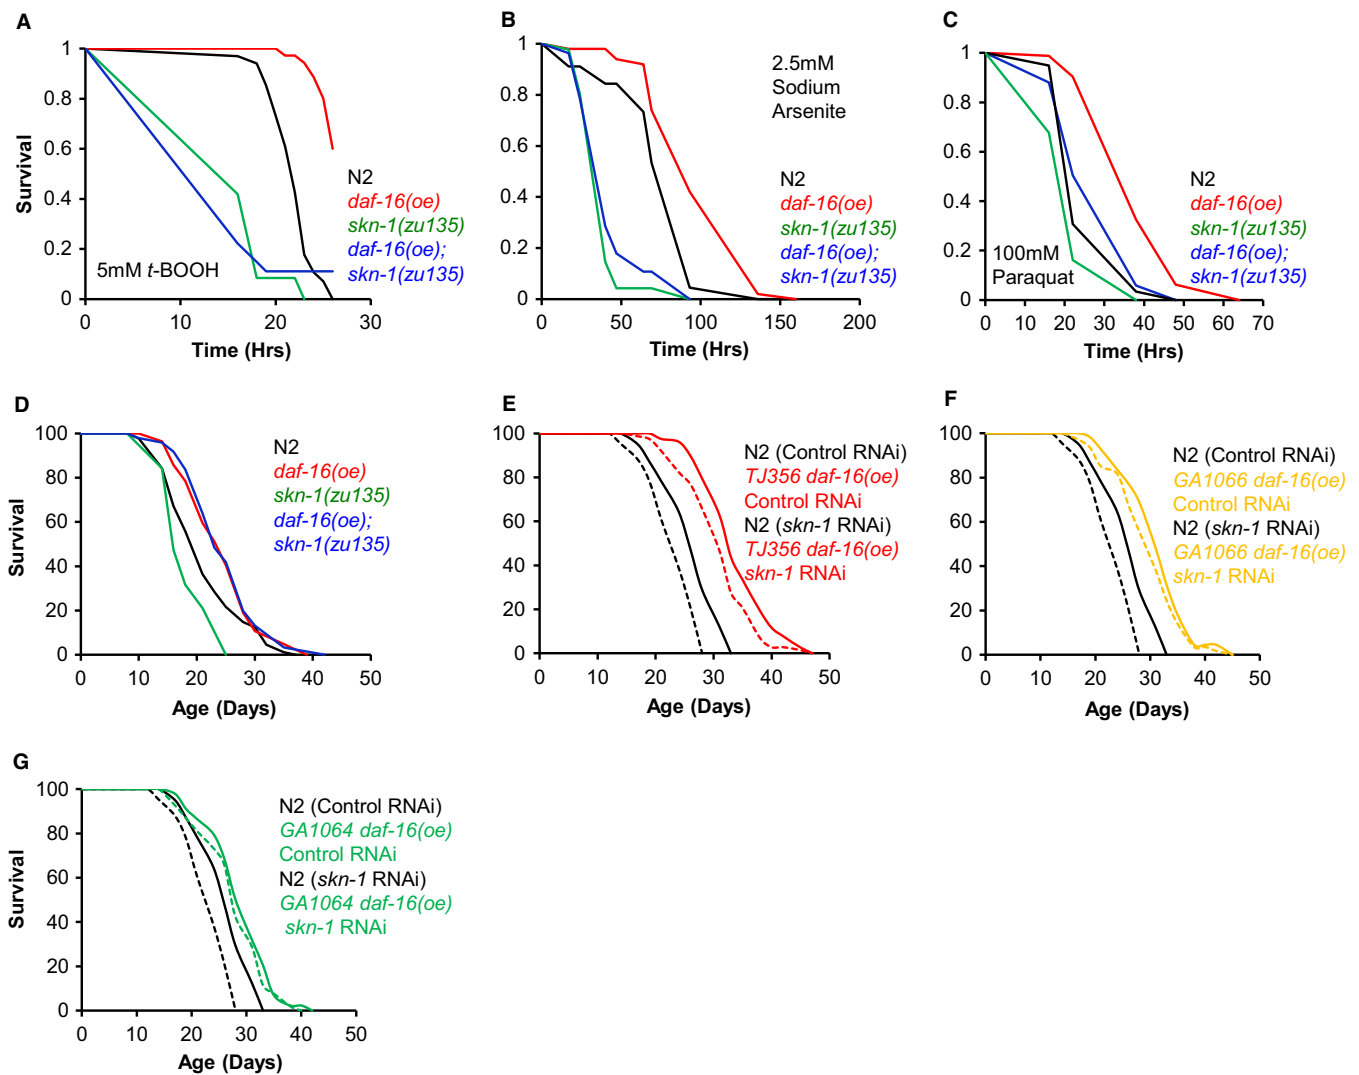 A
Survival
1
0.8
0.6
0.4
0.2
0
0
10
20
30
Time (Hrs)
5mM t-BOOH
N2
daf-16(oe)
skn-1(zu135)
daf-16(oe);
skn-1(zu135)
B
1
0.8
0.6
0.4
0.2
0
0
50
100
150
200
Time (Hrs)
2.5mM
Sodium
Arsenite
N2
daf-16(oe)
skn-1(zu135)
daf-16(oe);
skn-1(zu135)
C
1
0.8
0.6
0.4
0.2
0
0
10
20
30
40
50
60
70
Time (Hrs)
100mM
Paraquat
N2
daf-16(oe)
skn-1(zu135)
daf-16(oe);
skn-1(zu135)
D
Survival
100
80
60
40
20
0
0
10
20
30
40
50
Age (Days)
N2
daf-16(oe)
skn-1(zu135)
daf-16(oe);
skn-1(zu135)
E
100
80
60
40
20
0
0
10
20
30
40
50
Age (Days)
N2 (Control RNAi)
TJ356 daf-16(oe)
Control RNAi
N2 (skn-1 RNAi)
TJ356 daf-16(oe)
skn-1 RNAi
F
100
80
60
40
20
0
0
10
20
30
40
50
Age (Days)
N2 (Control RNAi)
GA1066 daf-16(oe)
Control RNAi
N2 (skn-1 RNAi)
GA1066 daf-16(oe)
skn-1 RNAi
G
Survival
100
80
60
40
20
0
0
10
20
30
40
50
Age (Days)
N2 (Control RNAi)
GA1064 daf-16(oe)
Control RNAi
N2 (skn-1 RNAi)
GA1064 daf-16(oe)
skn-1 RNAi